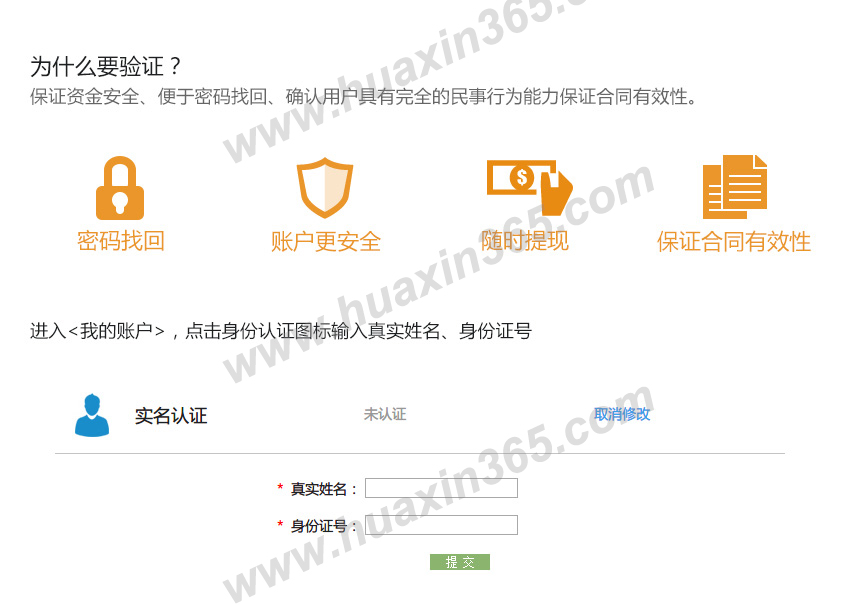 为什么要验证？
保证资金安全、便于密码找回、确认用户具有完全的民事行为能力保证合同有效性。
www.huaxin365.com
$
密码找回
账户更安全
随时提现
保证合同有效性
www.huaxin365.com
进入<我的账户>，点击身份认证图标输入真实姓名、身份证号
实名认证
未认证
取消修改
www.huaxin365.com
* 真实姓名：
* 身份证号：
提 交